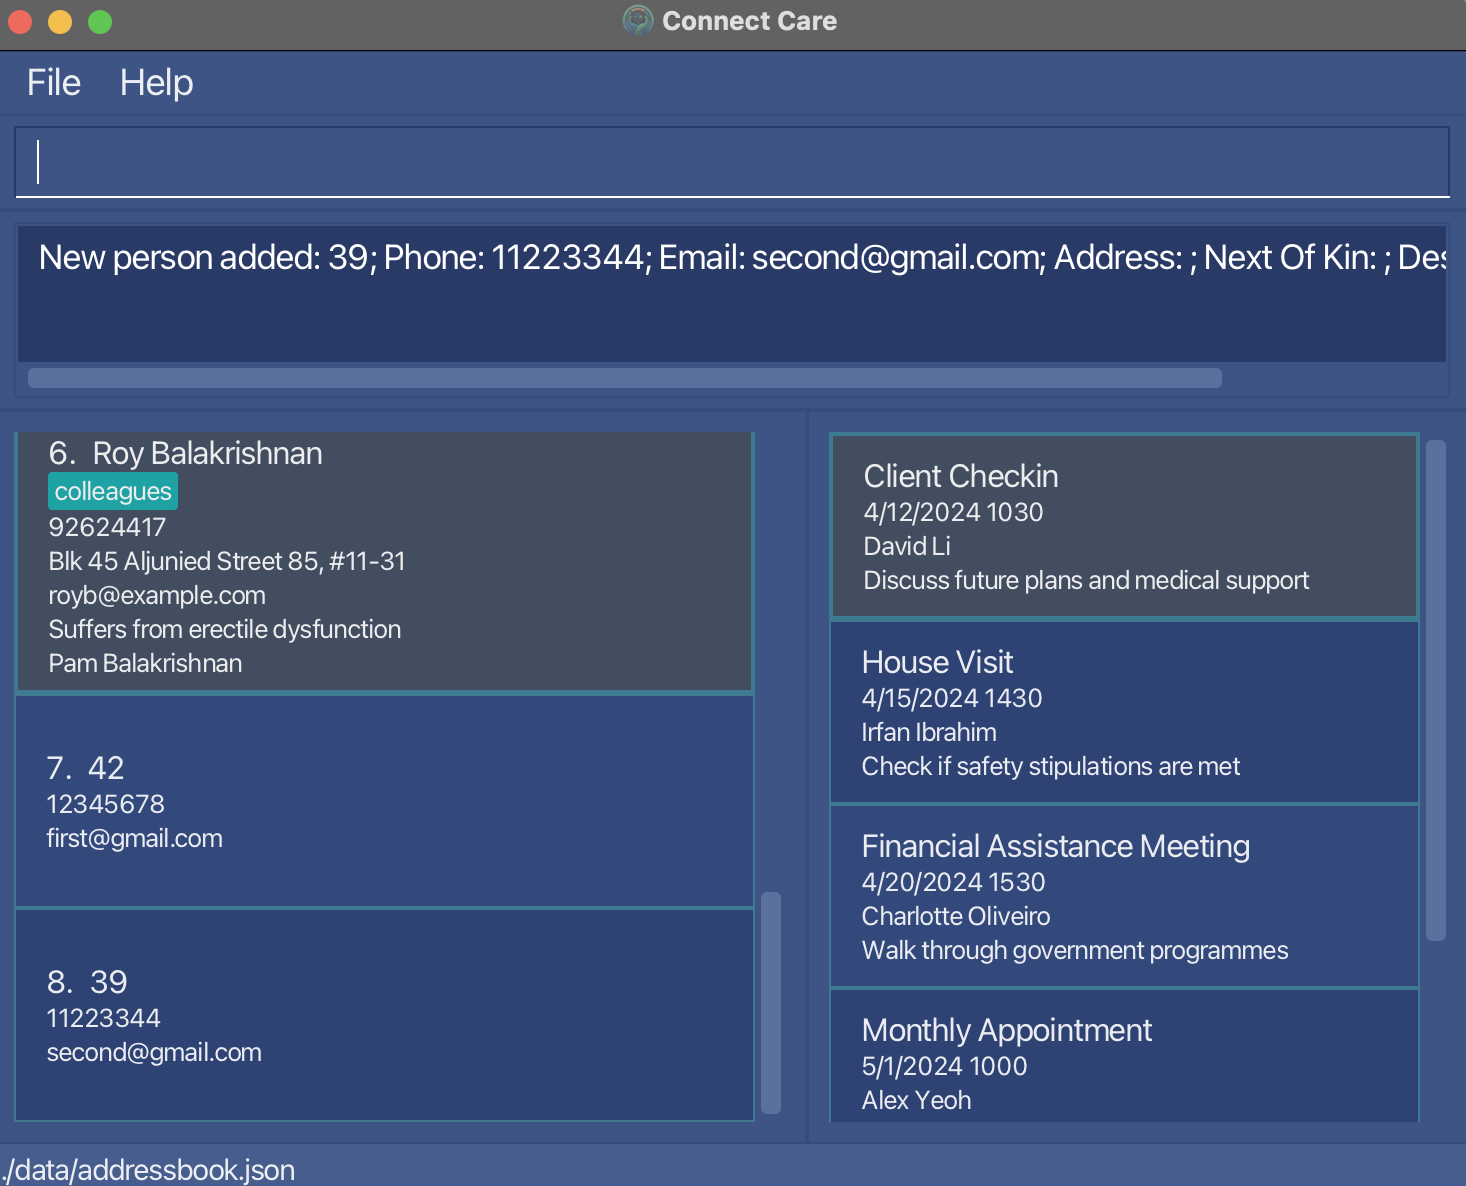 Connect Care
File Help
New person added: 39; Phone: 11223344; Email: second@gmail.com; Address: ; Next Of Kin: ; Des
6. Roy Balakrishnan
colleagues
92624417
Blk 45 Aljunied Street 85, #11-31
royb@example.com
Suffers from erectile dysfunction
Pam Balakrishnan
7. 42
12345678
first@gmail.com
8. 39
11223344
second@gmail.com
Client Checkin
4/12/2024 1030
David Li
Discuss future plans and medical support
House Visit
4/15/2024 1430
Irfan Ibrahim
Check if safety stipulations are met
Financial Assistance Meeting
4/20/2024 1530
Charlotte Oliveiro
Walk through government programmes
Monthly Appointment
5/1/2024 1000
Alex Yeoh
./data/addressbook.json